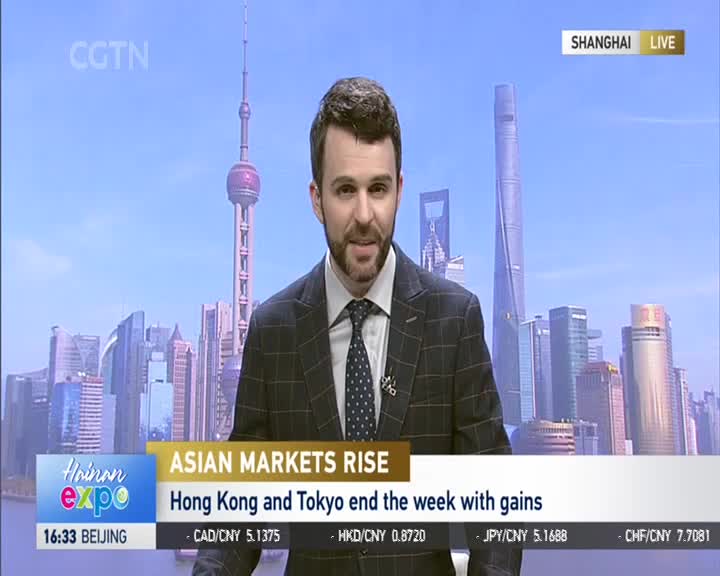 CGTN
SHANGHAI LIVE
ASIAN MARKETS RISE
Hainan
expo
Hong Kong and Tokyo end the week with gains
16:33 BEIJING
- CAD/CNY 5.1375 - HKD/CNY 0.8720 - JPY/CNY 5.1688 - CHF/CNY 7.7081